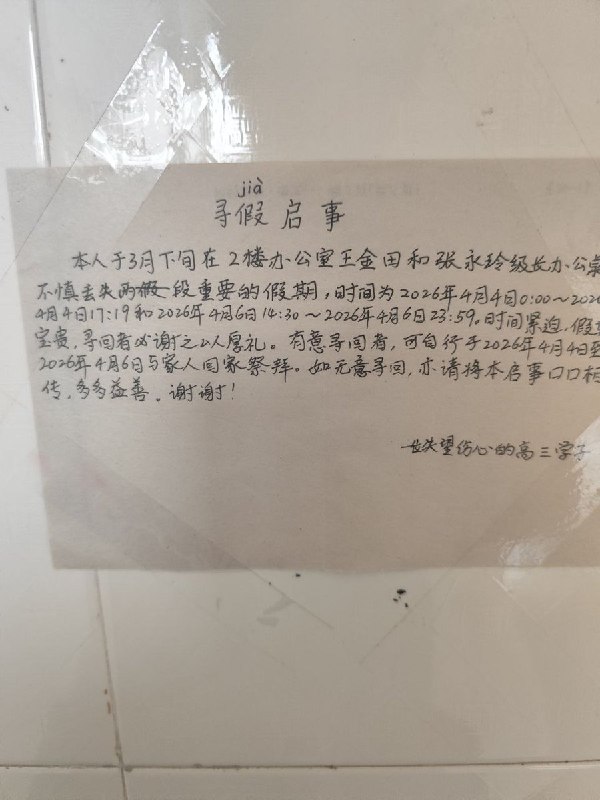 jià
寻假启事
本人于3月下旬在2楼办公室王金田和张永玲级长办公桌
不慎丢失两段重要的假期，时间为2026年4月4日0:00～2026
4月4日17:19和2026年4月6日14:30～2026年4月6日23:59。时间紧迫，假
宝贵，寻回者必谢之以厚礼。有意寻回者，可自行于2026年4月4日至
2026年4月6日与家人回家祭拜。如无意寻回，亦请将本启事口口相
传，多多益善。谢谢！
一位失望伤心的高三学子